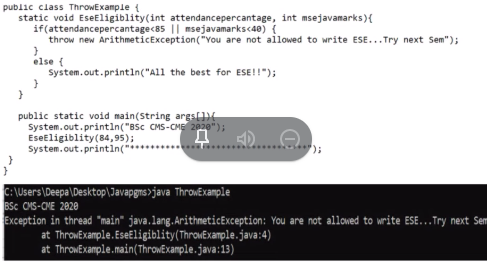 public class ThrowExample {
static void EseEligiblity(int attendancepercantage, int msejavamarks){
if(attendancepercantage<85 || msejavamarks<40) {
throw new ArithmeticException("You are not allowed to write ESE...Try next Sem");
}
else {
System.out.println("All the best for ESE!!");
}
}
public static void main(String args[]){
System.out.println("BSc CMS-CME 2020");
EseEligiblity(84,95);
System.out.println("***********************************");
}
}
C:\Users\Deepa\Desktop\Javapgms>java ThrowExample
BSc CMS-CME 2020
Exception in thread "main" java.lang.ArithmeticException: You are not allowed to write ESE...Try next Sem
at ThrowExample.EseEligiblity(ThrowExample.java:4)
at ThrowExample.main(ThrowExample.java:13)